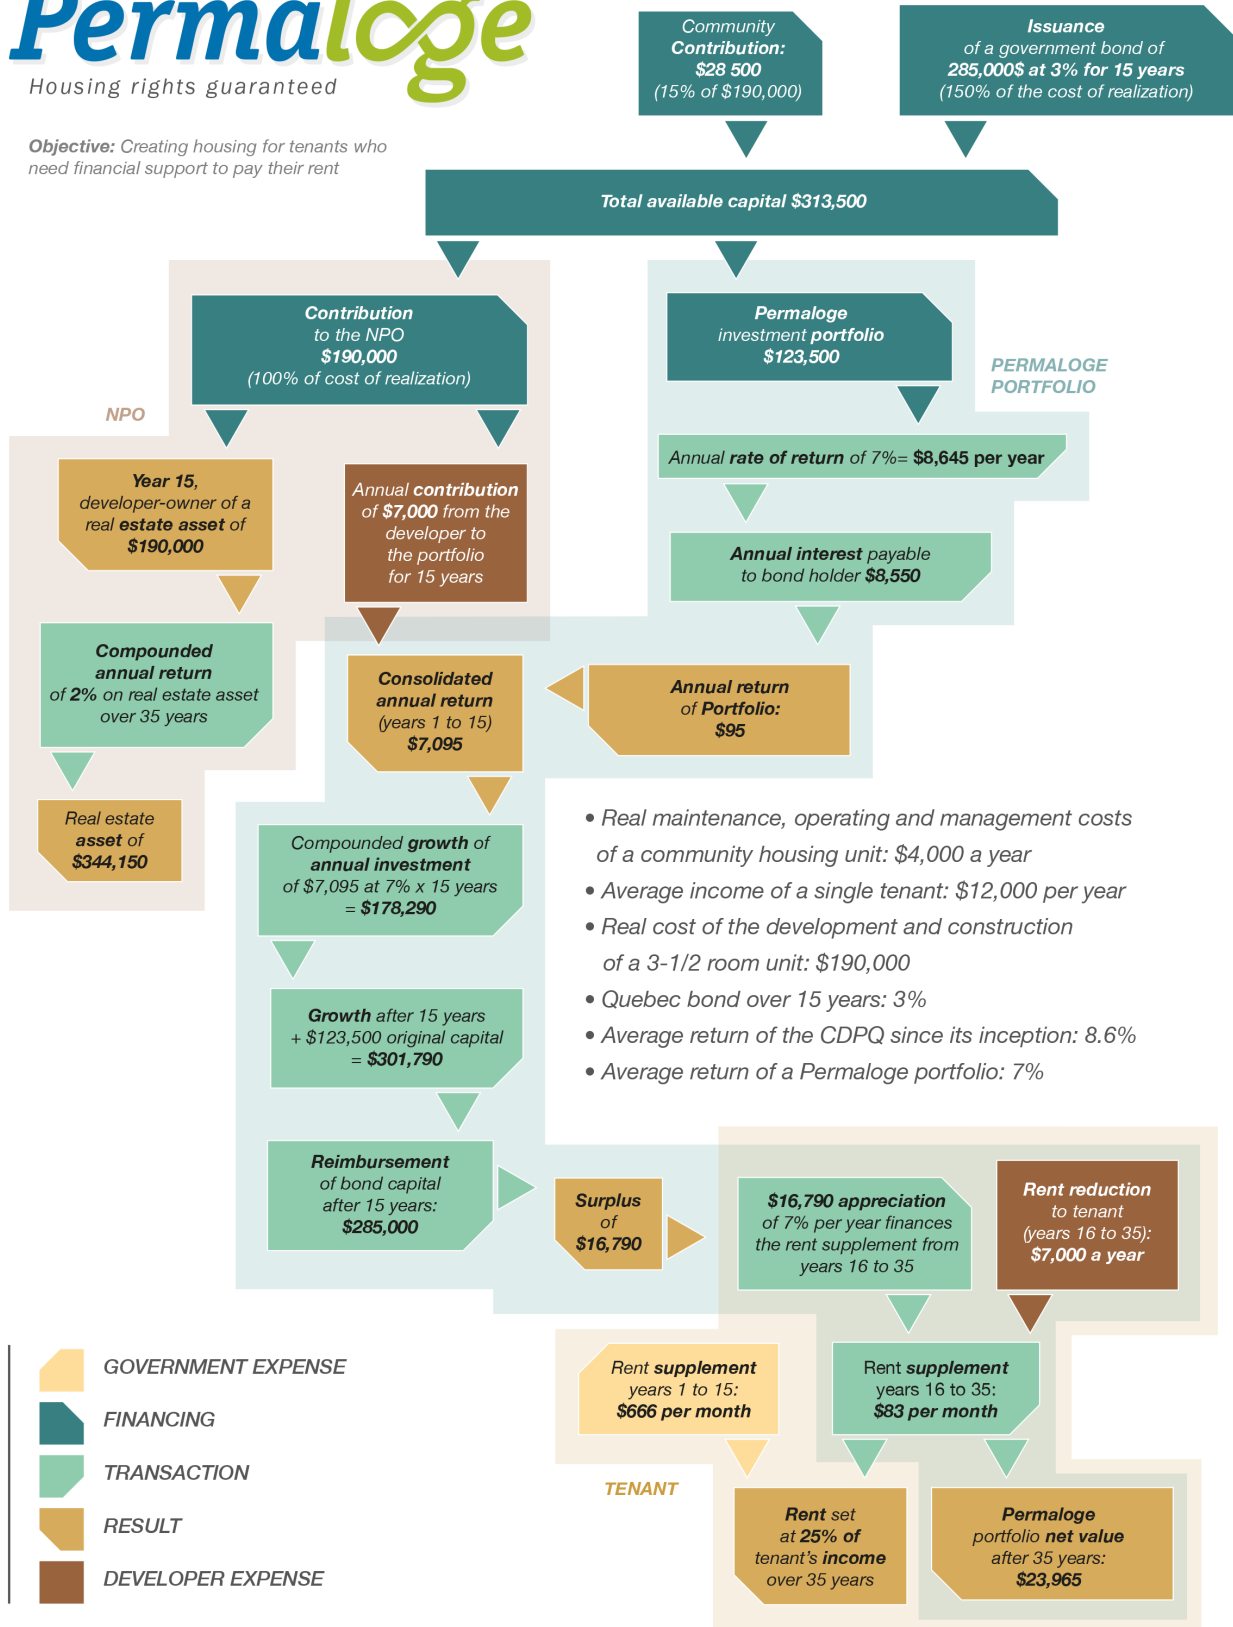 Permaloge
Housing rights guaranteed
Objective: Creating housing for tenants who
need financial support to pay their rent
Community
Contribution:
$28 500
(15% of $190,000)
Issuance
of a government bond of
285,000$ at 3% for 15 years
(150% of the cost of realization)
Total available capital $313,500
Contribution
to the NPO
$190,000
(100% of cost of realization)
Permaloge
investment portfolio
$123,500
PERMALOGE
PORTFOLIO
NPO
Annual rate of return of 7%= $8,645 per year
Year 15,
developer-owner of a
real estate asset of
$190,000
Annual contribution
of $7,000 from the
developer to
the portfolio
for 15 years
Annual interest payable
to bond holder $8,550
Compounded
annual return
of 2% on real estate asset
over 35 years
Consolidated
annual return
(years 1 to 15)
$7,095
Annual return
of Portfolio:
$95
Real estate
asset of
$344,150
Compounded growth of
annual investment
of $7,095 at 7% x 15 years
= $178,290
• Real maintenance, operating and management costs
of a community housing unit: $4,000 a year
• Average income of a single tenant: $12,000 per year
• Real cost of the development and construction
of a 3-1/2 room unit: $190,000
• Quebec bond over 15 years: 3%
• Average return of the CDPQ since its inception: 8.6%
• Average return of a Permaloge portfolio: 7%
Growth after 15 years
+ $123,500 original capital
= $301,790
Reimbursement
of bond capital
after 15 years:
$285,000
Surplus
of
$16,790
$16,790 appreciation
of 7% per year finances
the rent supplement from
years 16 to 35
Rent reduction
to tenant
(years 16 to 35):
$7,000 a year
Rent supplement
years 1 to 15:
$666 per month
Rent supplement
years 16 to 35:
$83 per month
TENANT
Rent set
at 25% of
tenant's income
over 35 years
Permaloge
portfolio net value
after 35 years:
$23,965
GOVERNMENT EXPENSE
FINANCING
TRANSACTION
RESULT
DEVELOPER EXPENSE